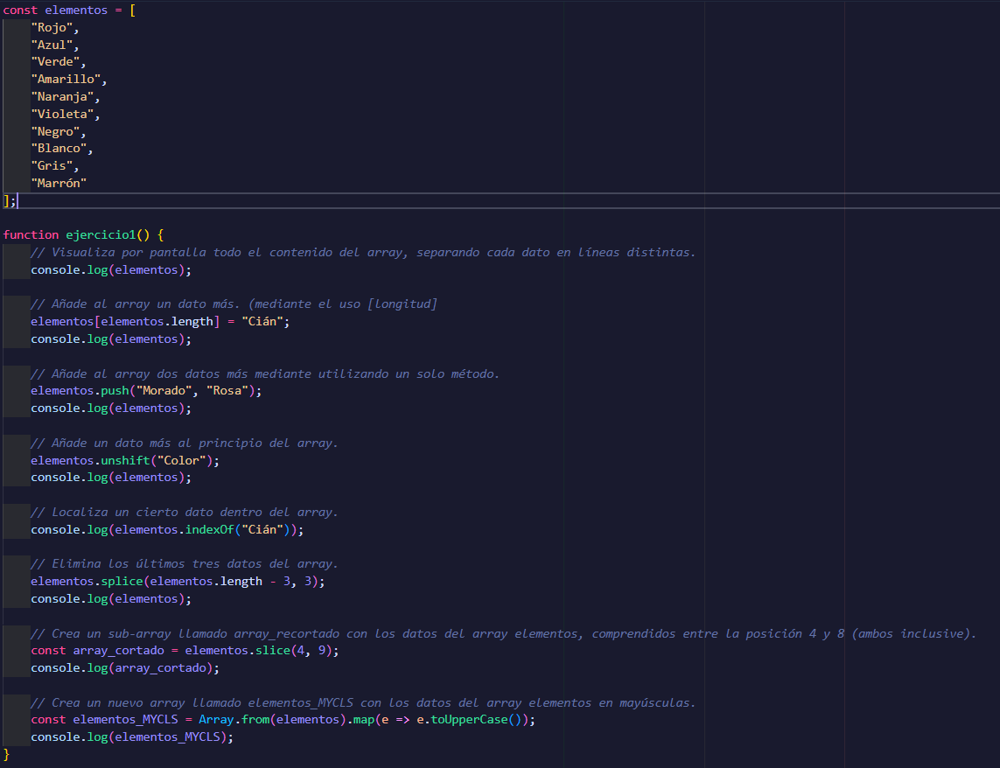 const elementos = [
    "Rojo",
    "Azul",
    "Verde",
    "Amarillo",
    "Naranja",
    "Violeta",
    "Negro",
    "Blanco",
    "Gris",
    "Marrón"
];

function ejercicio1() {
    // Visualiza por pantalla todo el contenido del array, separando cada dato en líneas distintas.
    console.log(elementos);

    // Añade al array un dato más. (mediante el uso [longitud]
    elementos[elementos.length] = "Cián";
    console.log(elementos);

    // Añade al array dos datos más mediante utilizando un solo método.
    elementos.push("Morado", "Rosa");
    console.log(elementos);

    // Añade un dato más al principio del array.
    elementos.unshift("Color");
    console.log(elementos);

    // Localiza un cierto dato dentro del array.
    console.log(elementos.indexOf("Cián"));

    // Elimina los últimos tres datos del array.
    elementos.splice(elementos.length - 3, 3);
    console.log(elementos);

    // Crea un sub-array llamado array_recortado con los datos del array elementos, comprendidos entre la posición 4 y 8 (ambos inclusive).
    const array_cortado = elementos.slice(4, 9);
    console.log(array_cortado);

    // Crea un nuevo array llamado elementos_MYCLS con los datos del array elementos en mayúsculas.
    const elementos_MYCLS = Array.from(elementos).map(e => e.toUpperCase());
    console.log(elementos_MYCLS);
}